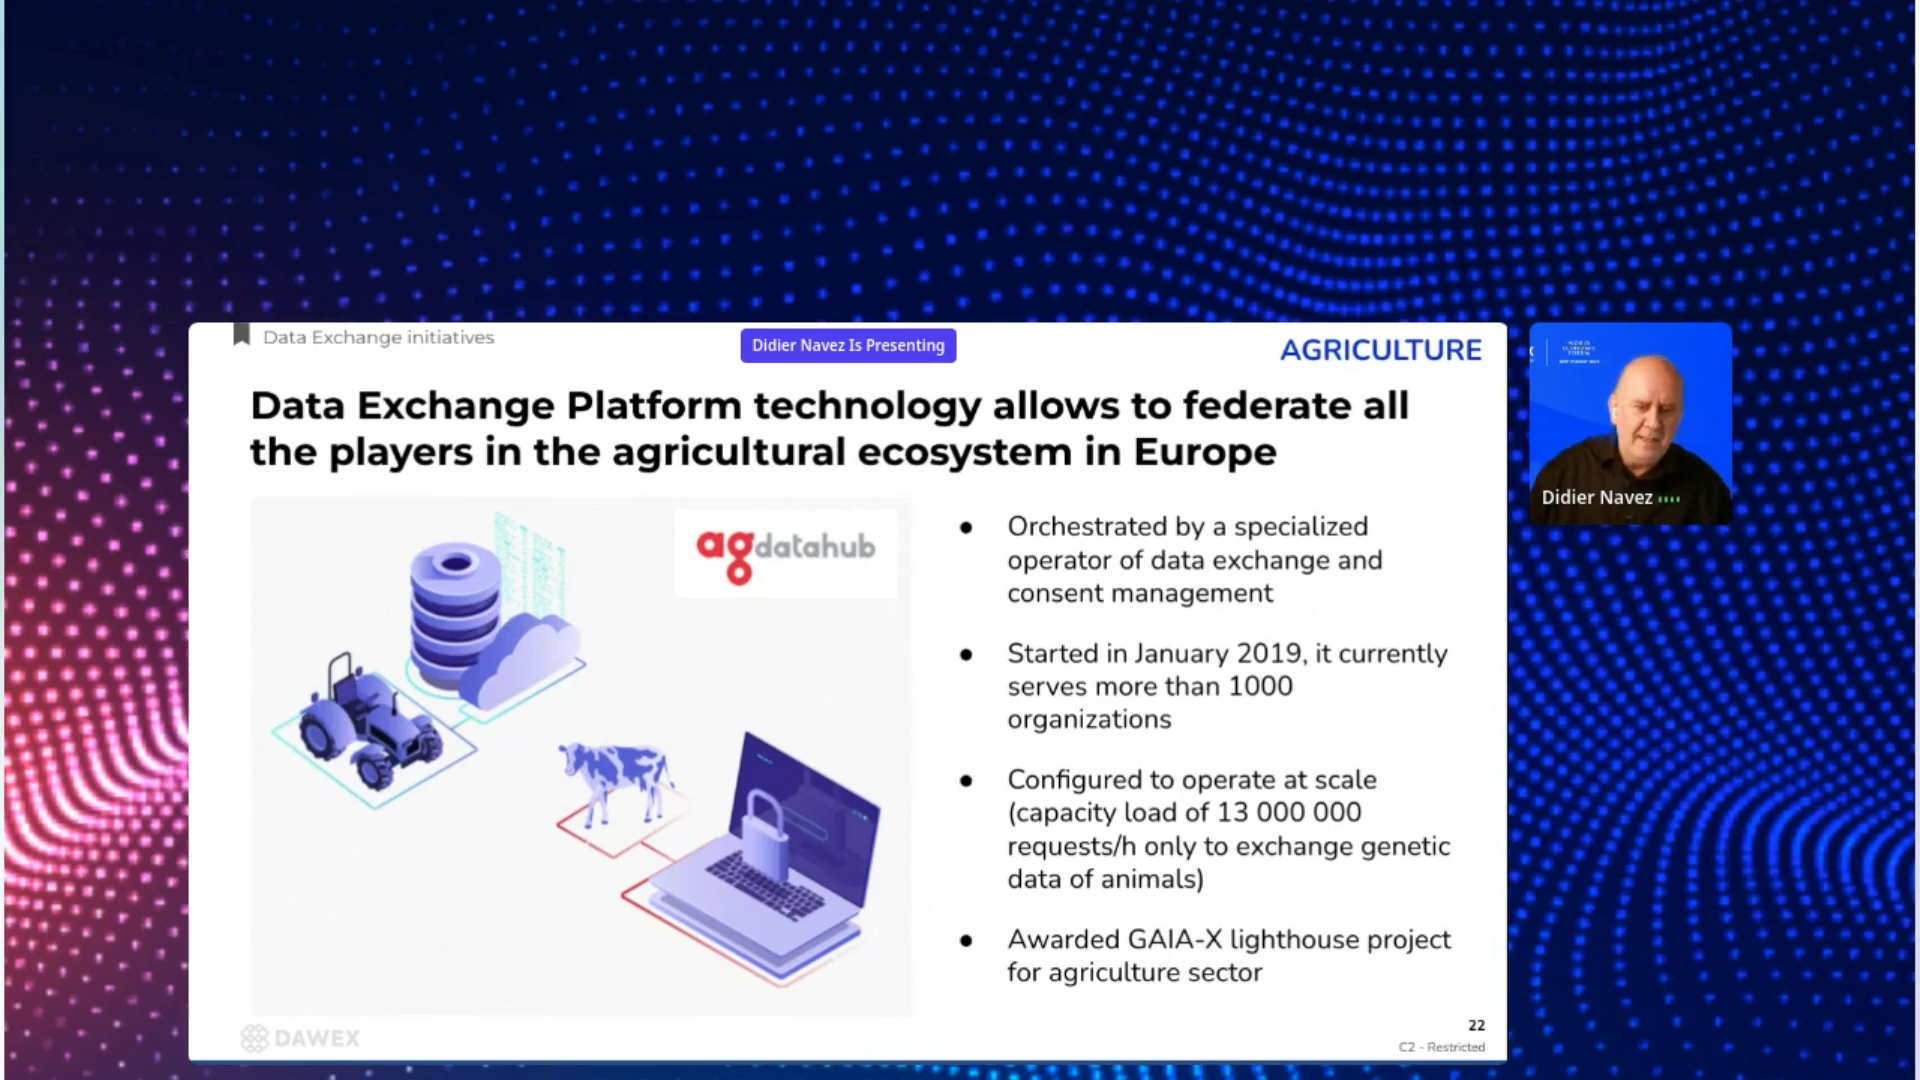 Data Exchange initiatives
Didier Navez Is Presenting
AGRICULTURE
Data Exchange Platform technology allows to federate all
the players in the agricultural ecosystem in Europe
agdatahub
● Orchestrated by a specialized
operator of data exchange and
consent management
● Started in January 2019, it currently
serves more than 1000
organizations
● Configured to operate at scale
(capacity load of 13 000 000
requests/h only to exchange genetic
data of animals)
● Awarded GAIA-X lighthouse project
for agriculture sector
DAWEX
22
C2 - Restricted
WORLD
ECONOMIC
FORUM
Didier Navez